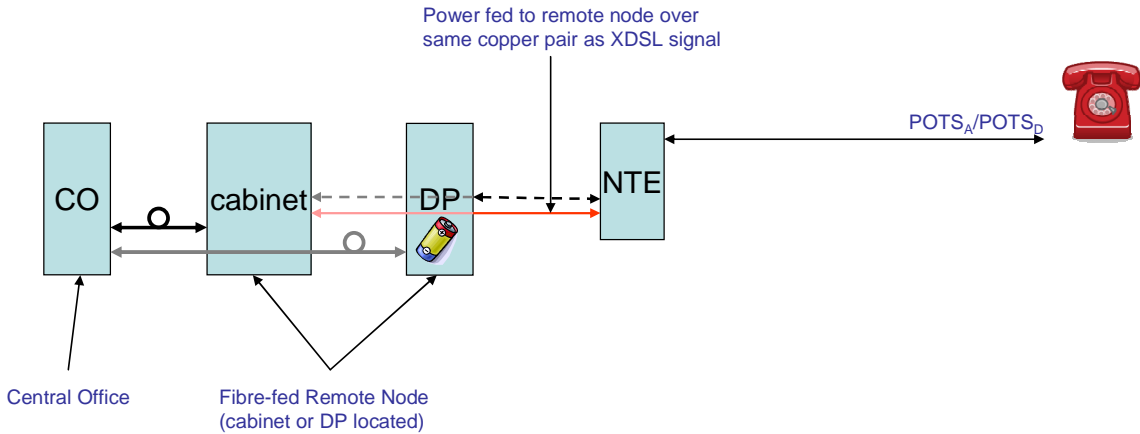 Power fed to remote node over
same copper pair as XDSL signal
POTSA/POTSD
CO
cabinet
DP
NTE
Central Office
Fibre-fed Remote Node
(cabinet or DP located)